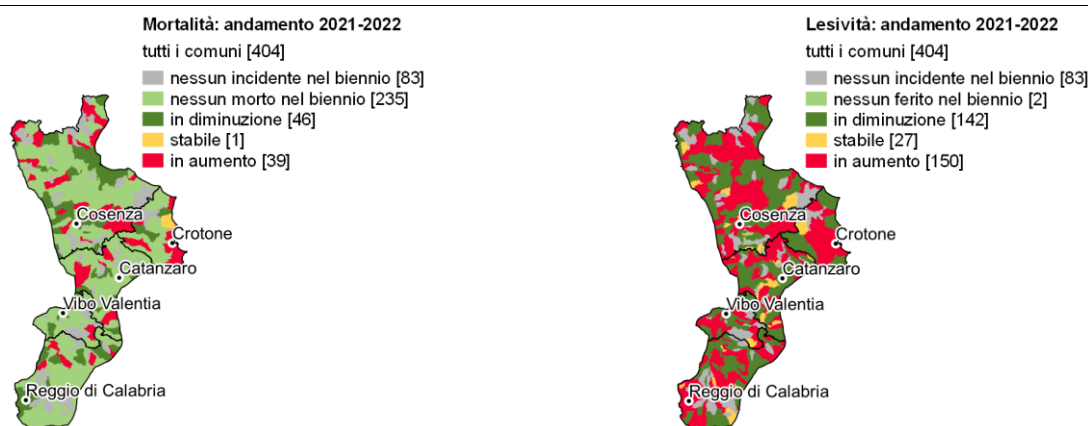 Mortalità: andamento 2021-2022
tutti i comuni [404]
nessun incidente nel biennio [83]
nessun morto nel biennio [235]
in diminuzione [46]
stabile [1]
in aumento [39]
Cosenza
Crotone
Catanzaro
Vibo Valentia
Reggio di Calabria
Lesività: andamento 2021-2022
tutti i comuni [404]
nessun incidente nel biennio [83]
nessun ferito nel biennio [2]
in diminuzione [142]
stabile [27]
in aumento [150]
Cosenza
Crotone
Catanzaro
Vibo Valentia
Reggio di Calabria